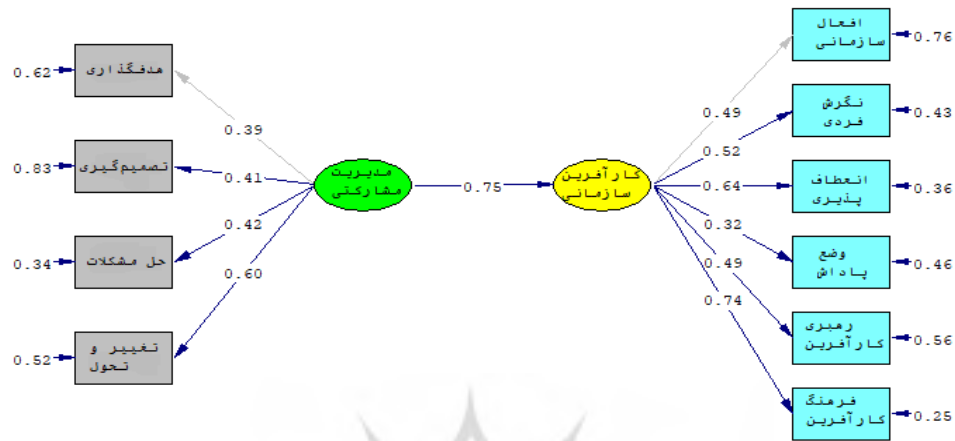 افعال
سازمانی
0.76
0.62
هدفگذاری
0.39
0.49
نگرش
فردی
0.43
0.52
0.83
تصمیم‌گیری
0.41
مدیریت
مشارکتی
0.75
کارآفرین
سازمانی
0.64
انعطاف
پذیری
0.36
0.42
0.32
0.34
حل مشکلات
0.60
0.49
وضع
پاداش
0.46
0.74
0.52
تغییر و
تحول
رهبری
کارآفرین
0.56
فرهنگ
کارآفرین
0.25